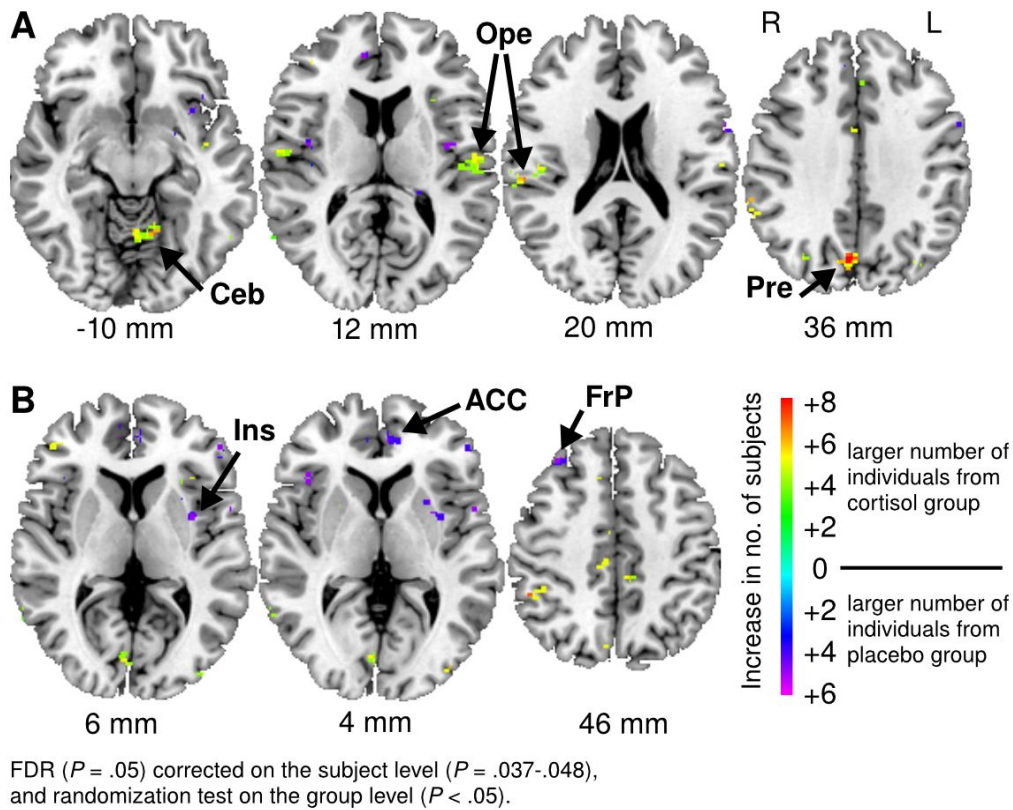 A
Ope
R
L
Ceb
Pre
-10 mm
12 mm
20 mm
36 mm
B
Ins
ACC
FrP
6 mm
4 mm
46 mm
Increase in no. of subjects
+8
+6
+4
+2
0
+2
+4
+6
larger number of
individuals from
cortisol group
larger number of
individuals from
placebo group
FDR (P = .05) corrected on the subject level (P = .037-.048),
and randomization test on the group level (P < .05).